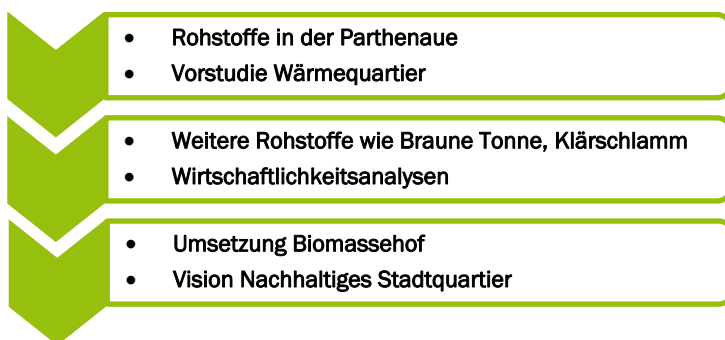 • Rohstoffe in der Parthenaue
• Vorstudie Wärmequartier
• Weitere Rohstoffe wie Braune Tonne, Klärschlamm
• Wirtschaftlichkeitsanalysen
• Umsetzung Biomassehof
• Vision Nachhaltiges Stadtquartier